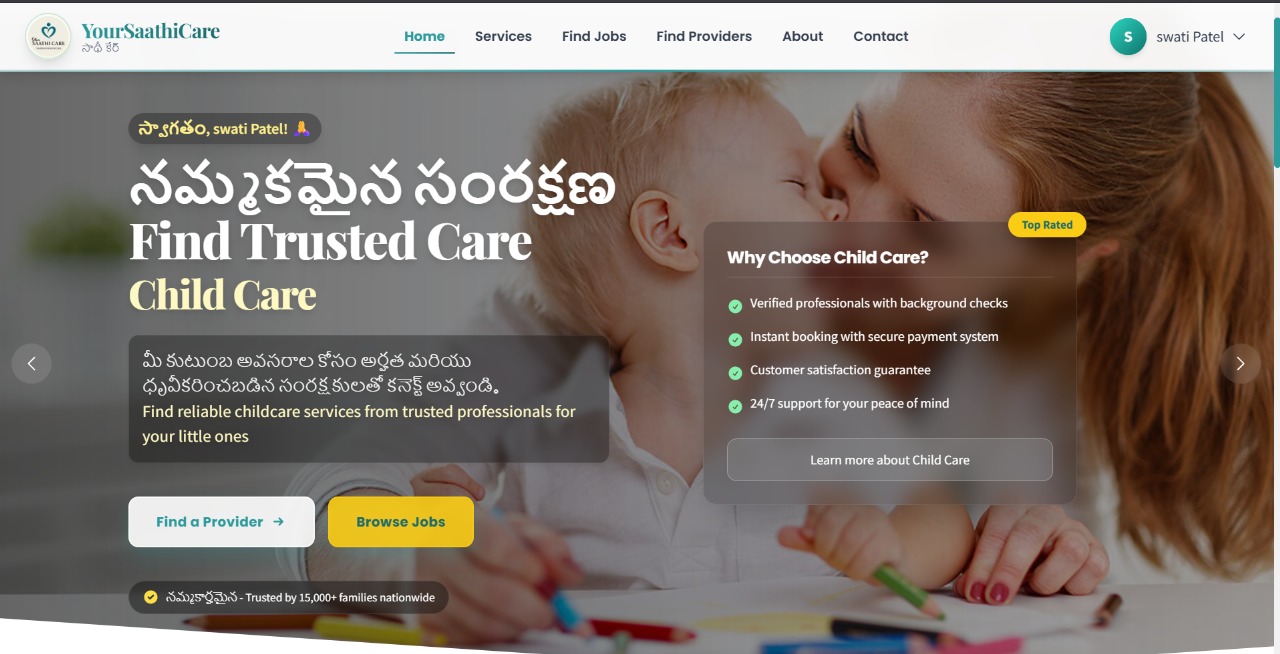 YourSaathiCare
సాథీ కేర్
Home
Services
Find Jobs
Find Providers
About
Contact
S
swati Patel
స్వాగతం, swati Patel! 🙏
నమ్మకమైన సంరక్షణ
Find Trusted Care
Child Care
మీ కుటుంబ అవసరాల కోసం అర్హత మరియు
ధృవీకరించబడిన సంరక్షకులతో కనెక్ట్ అవ్వండి.
Find reliable childcare services from trusted professionals for
your little ones
Find a Provider →
Browse Jobs
నమ్మకార్హమైన - Trusted by 15,000+ families nationwide
Top Rated
Why Choose Child Care?
Verified professionals with background checks
Instant booking with secure payment system
Customer satisfaction guarantee
24/7 support for your peace of mind
Learn more about Child Care